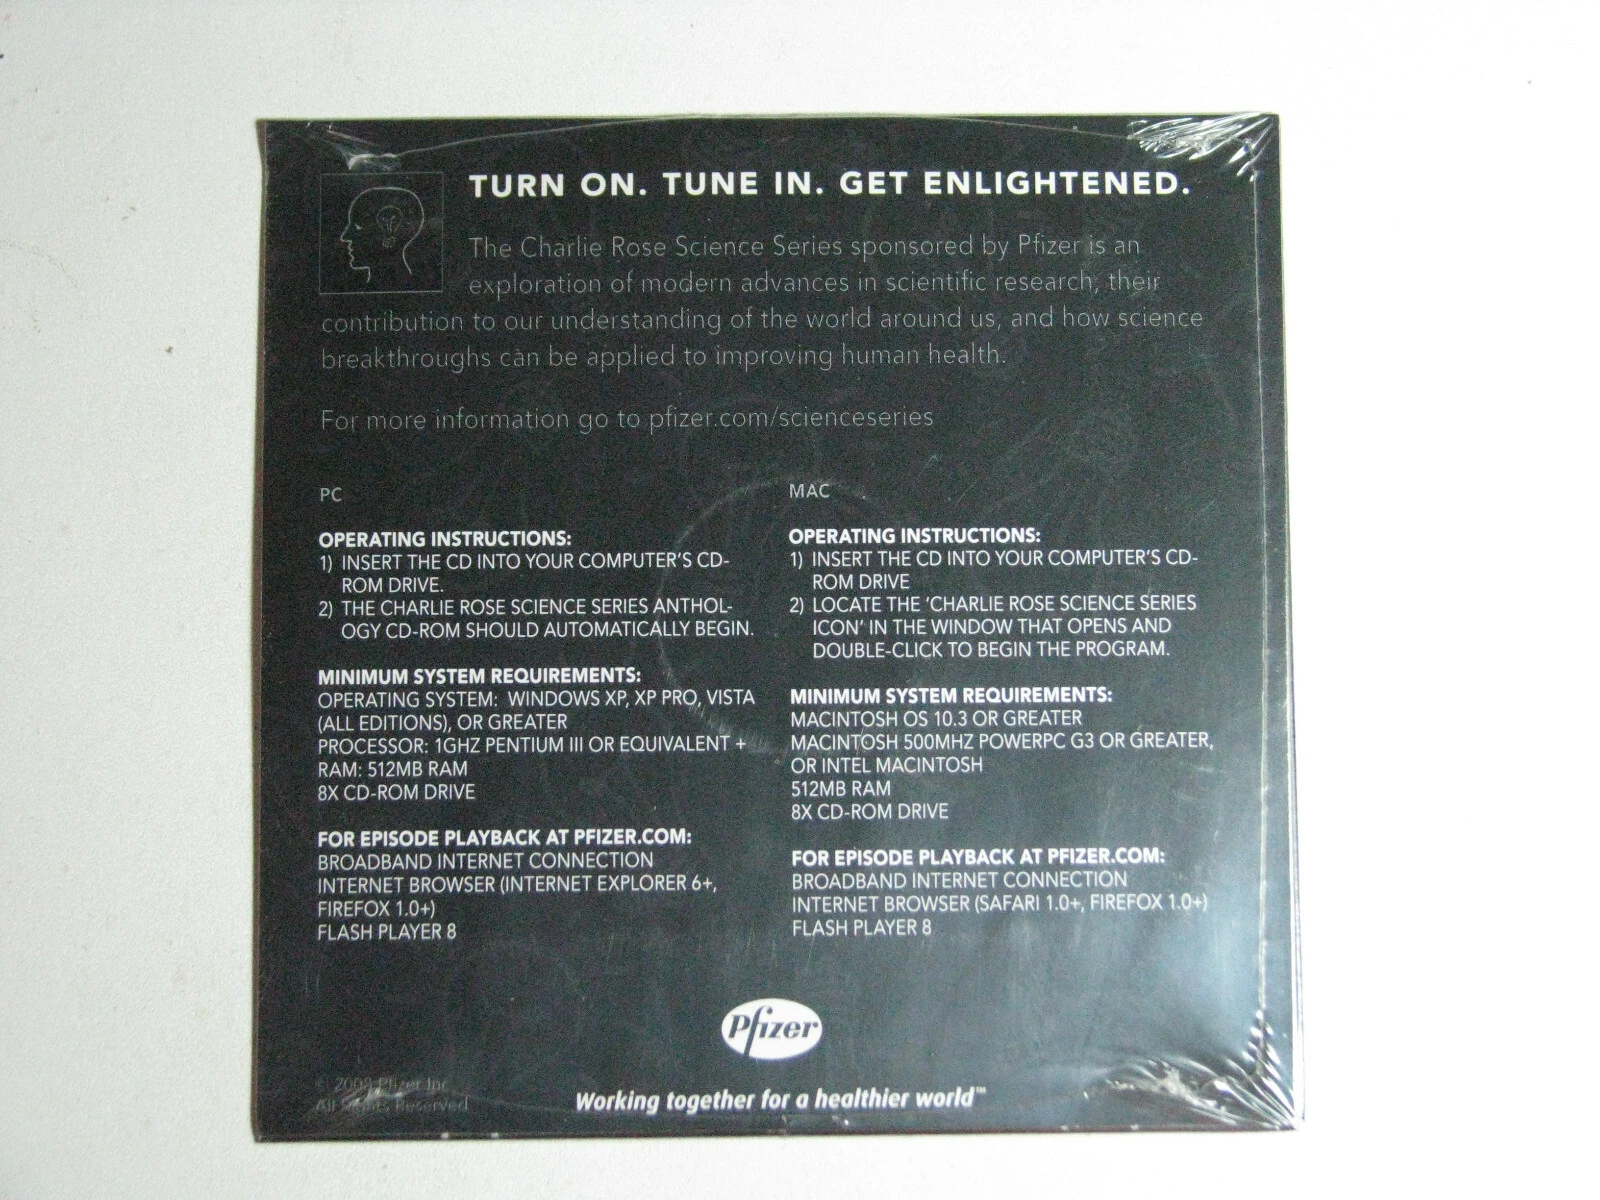 TURN ON. TUNE IN. GET ENLIGHTENED.
The Charlie Rose Science Series sponsored by Pfizer is an
exploration of modern advances in scientific research, their
contribution to our understanding of the world around us, and how science
breakthroughs can be applied to improving human health.
For more information go to pfizer.com/scienceseries
PC
OPERATING INSTRUCTIONS:
1) INSERT THE CD INTO YOUR COMPUTER'S CD-
ROM DRIVE.
2) THE CHARLIE ROSE SCIENCE SERIES ANTHOL-
OGY CD-ROM SHOULD AUTOMATICALLY BEGIN.
MINIMUM SYSTEM REQUIREMENTS:
OPERATING SYSTEM: WINDOWS XP, XP PRO, VISTA
(ALL EDITIONS), OR GREATER
PROCESSOR: 1GHZ PENTIUM III OR EQUIVALENT +
RAM: 512MB RAM
8X CD-ROM DRIVE
FOR EPISODE PLAYBACK AT PFIZER.COM:
BROADBAND INTERNET CONNECTION
INTERNET BROWSER (INTERNET EXPLORER 6+,
FIREFOX 1.0+)
FLASH PLAYER 8
MAC
OPERATING INSTRUCTIONS:
1) INSERT THE CD INTO YOUR COMPUTER'S CD-
ROM DRIVE
2) LOCATE THE 'CHARLIE ROSE SCIENCE SERIES
ICON' IN THE WINDOW THAT OPENS AND
DOUBLE-CLICK TO BEGIN THE PROGRAM.
MINIMUM SYSTEM REQUIREMENTS:
MACINTOSH OS 10.3 OR GREATER
MACINTOSH 500MHZ POWERPC G3 OR GREATER,
OR INTEL MACINTOSH
512MB RAM
8X CD-ROM DRIVE
FOR EPISODE PLAYBACK AT PFIZER.COM:
BROADBAND INTERNET CONNECTION
INTERNET BROWSER (SAFARI 1.0+, FIREFOX 1.0+)
FLASH PLAYER 8
Pfizer
© Pfizer Inc
All Rights Reserved
Working together for a healthier world™